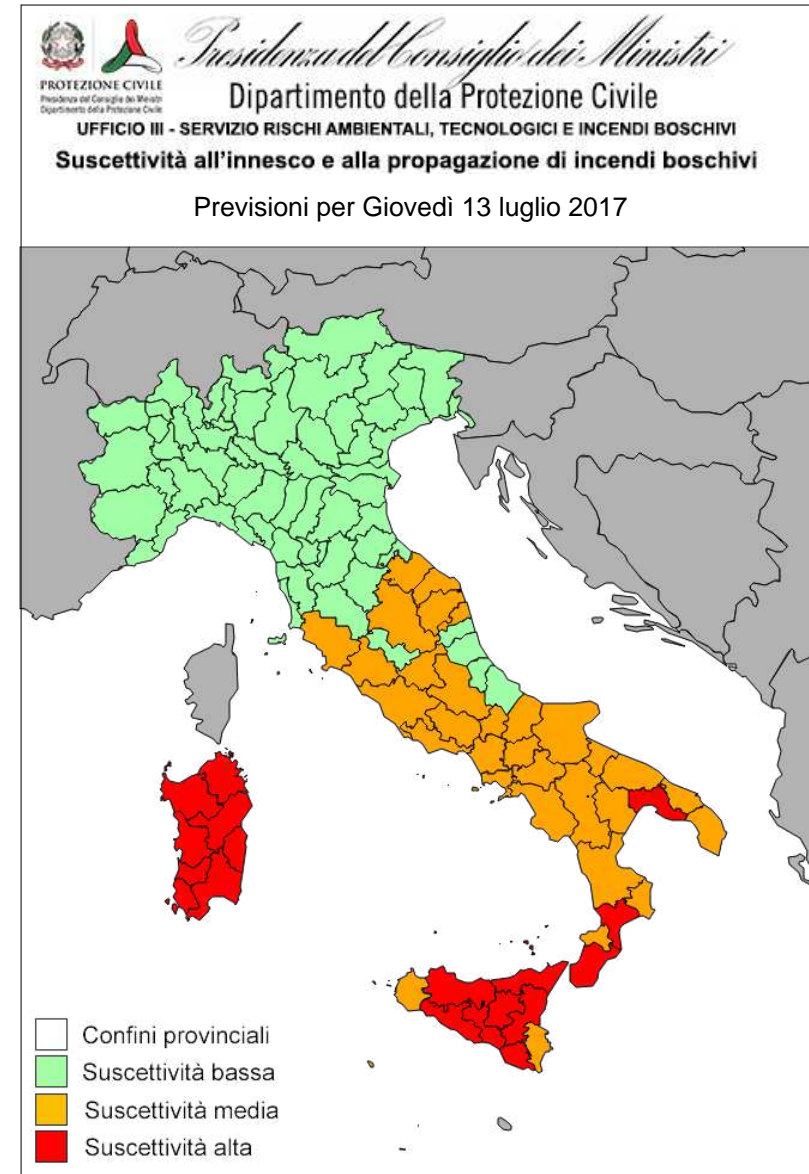 Presidenza del Consiglio dei Ministri
PROTEZIONE CIVILE
Presidenza del Consiglio dei Ministri
Dipartimento della Protezione Civile
Dipartimento della Protezione Civile
UFFICIO III - SERVIZIO RISCHI AMBIENTALI, TECNOLOGICI E INCENDI BOSCHIVI
Suscettività all'innesco e alla propagazione di incendi boschivi
Previsioni per Giovedì 13 luglio 2017
Confini provinciali
Suscettività bassa
Suscettività media
Suscettività alta